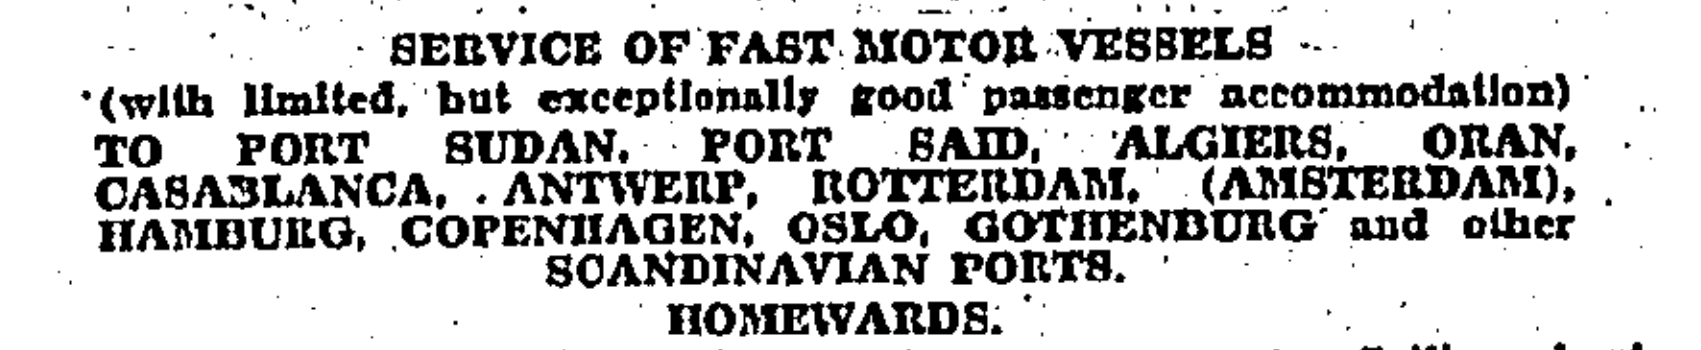 SERVICE OF FAST MOTOR VESSELS
(with limited, but exceptionally good passenger accommodation)
TO PORT SUDAN, PORT SAID, ALGIERS, ORAN,
CASABLANCA, ANTWERP, ROTTERDAM, (AMSTERDAM),
HAMBURG, COPENHAGEN, OSLO, GOTHENBURG and other
SCANDINAVIAN PORTS.
HOMEWARDS.